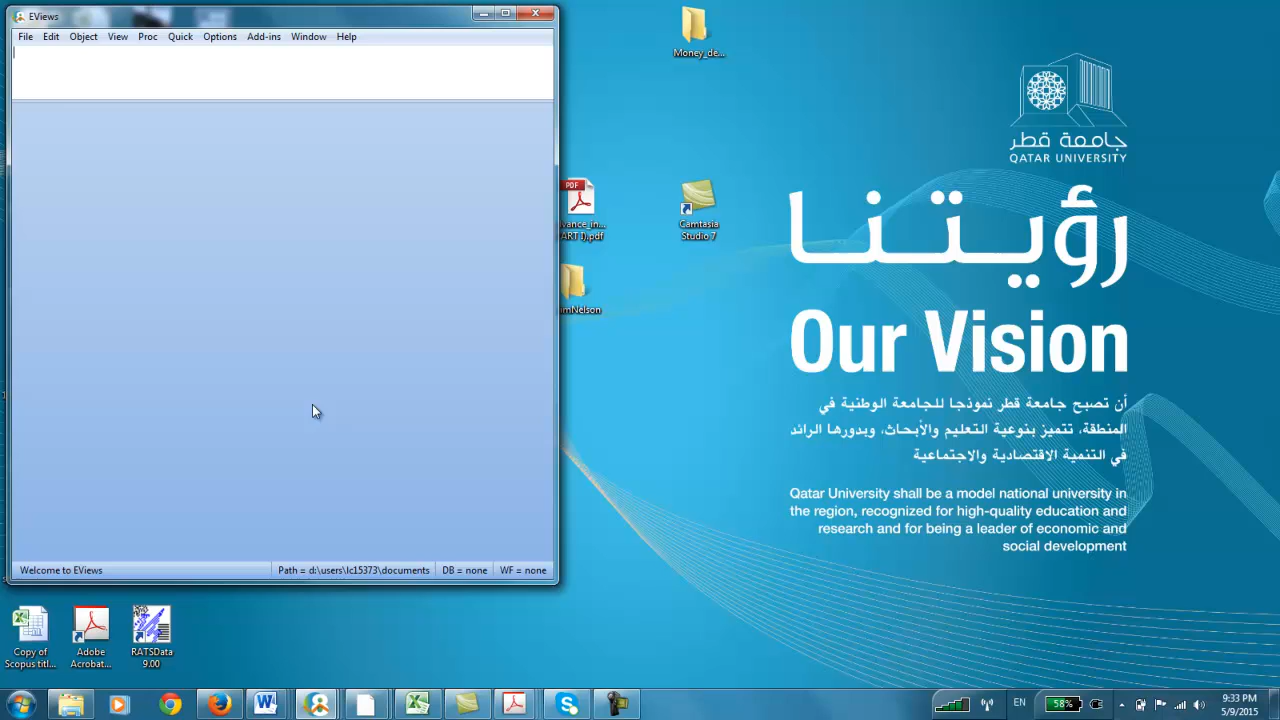 EViews
File Edit Object View Proc Quick Options Add-ins Window Help
Welcome to EViews
Path = d:\users\lc15373\documents
DB = none
WF = none
Money_de...
PDF
vance_in...
ART I).pdf
Camtasia
Studio 7
imNelson
جامعة قطر
QATAR UNIVERSITY
رؤيتنا
Our Vision
أن تصبح جامعة قطر نموذجا للجامعة الوطنية في
المنطقة، تتميز بنوعية التعليم والأبحاث، وبدورها الرائد
في التنمية الاقتصادية والاجتماعية
Qatar University shall be a model national university in
the region, recognized for high-quality education and
research and for being a leader of economic and
social development
Copy of
Scopus titl...
Adobe
Acrobat...
RATSData
9.00
EN
58%
9:33 PM
5/9/2015